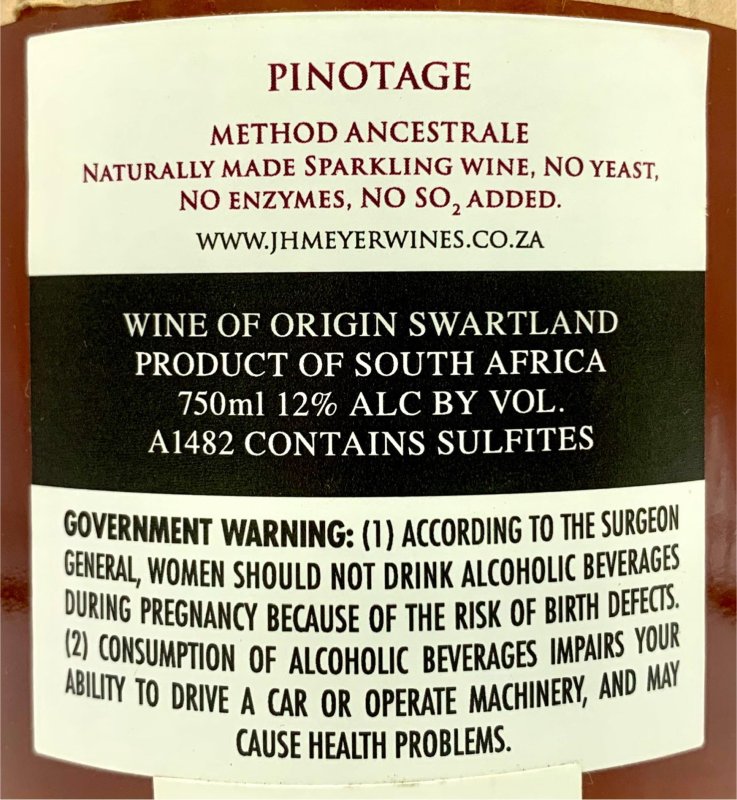 PINOTAGE
METHOD ANCESTRALE
NATURALLY MADE SPARKLING WINE, NO YEAST,
NO ENZYMES, NO SO₂ ADDED.
WWW.JHMEYERWINES.CO.ZA
WINE OF ORIGIN SWARTLAND
PRODUCT OF SOUTH AFRICA
750ml 12% ALC BY VOL.
A1482 CONTAINS SULFITES
GOVERNMENT WARNING: (1) ACCORDING TO THE SURGEON
GENERAL, WOMEN SHOULD NOT DRINK ALCOHOLIC BEVERAGES
DURING PREGNANCY BECAUSE OF THE RISK OF BIRTH DEFECTS.
(2) CONSUMPTION OF ALCOHOLIC BEVERAGES IMPAIRS YOUR
ABILITY TO DRIVE A CAR OR OPERATE MACHINERY, AND MAY
CAUSE HEALTH PROBLEMS.